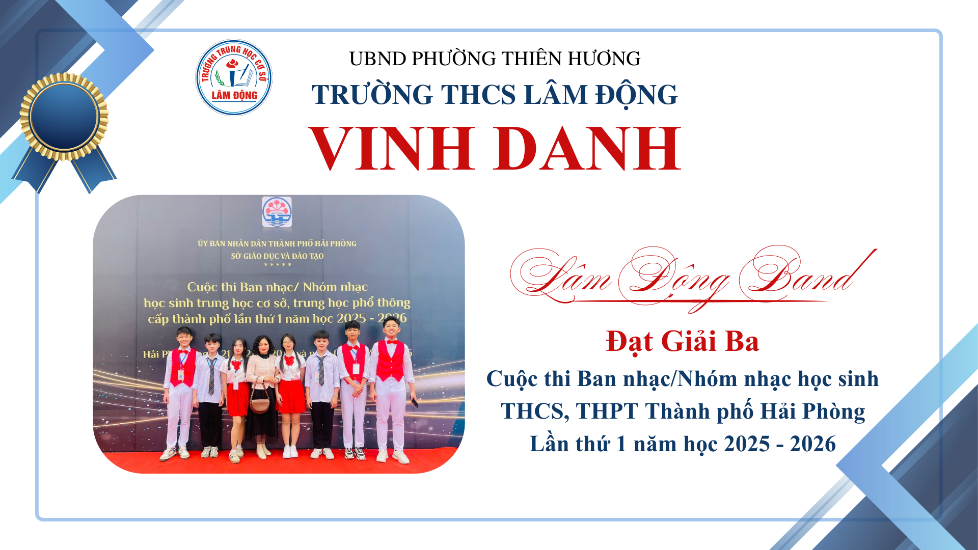 TRƯỜNG TRUNG HỌC CƠ SỞ
LÂM ĐỘNG
UBND PHƯỜNG THIÊN HƯƠNG
TRƯỜNG THCS LÂM ĐỘNG
VINH DANH
ỦY BAN NHÂN DÂN THÀNH PHỐ HẢI PHÒNG
SỞ GIÁO DỤC VÀ ĐÀO TẠO
*****
Cuộc thi Ban nhạc/ Nhóm nhạc
học sinh trung học cơ sở, trung học phổ thông
cấp thành phố lần thứ 1 năm học 2025 - 2026
Hải
Lâm Động Band
Đạt Giải Ba
Cuộc thi Ban nhạc/Nhóm nhạc học sinh
THCS, THPT Thành phố Hải Phòng
Lần thứ 1 năm học 2025 - 2026